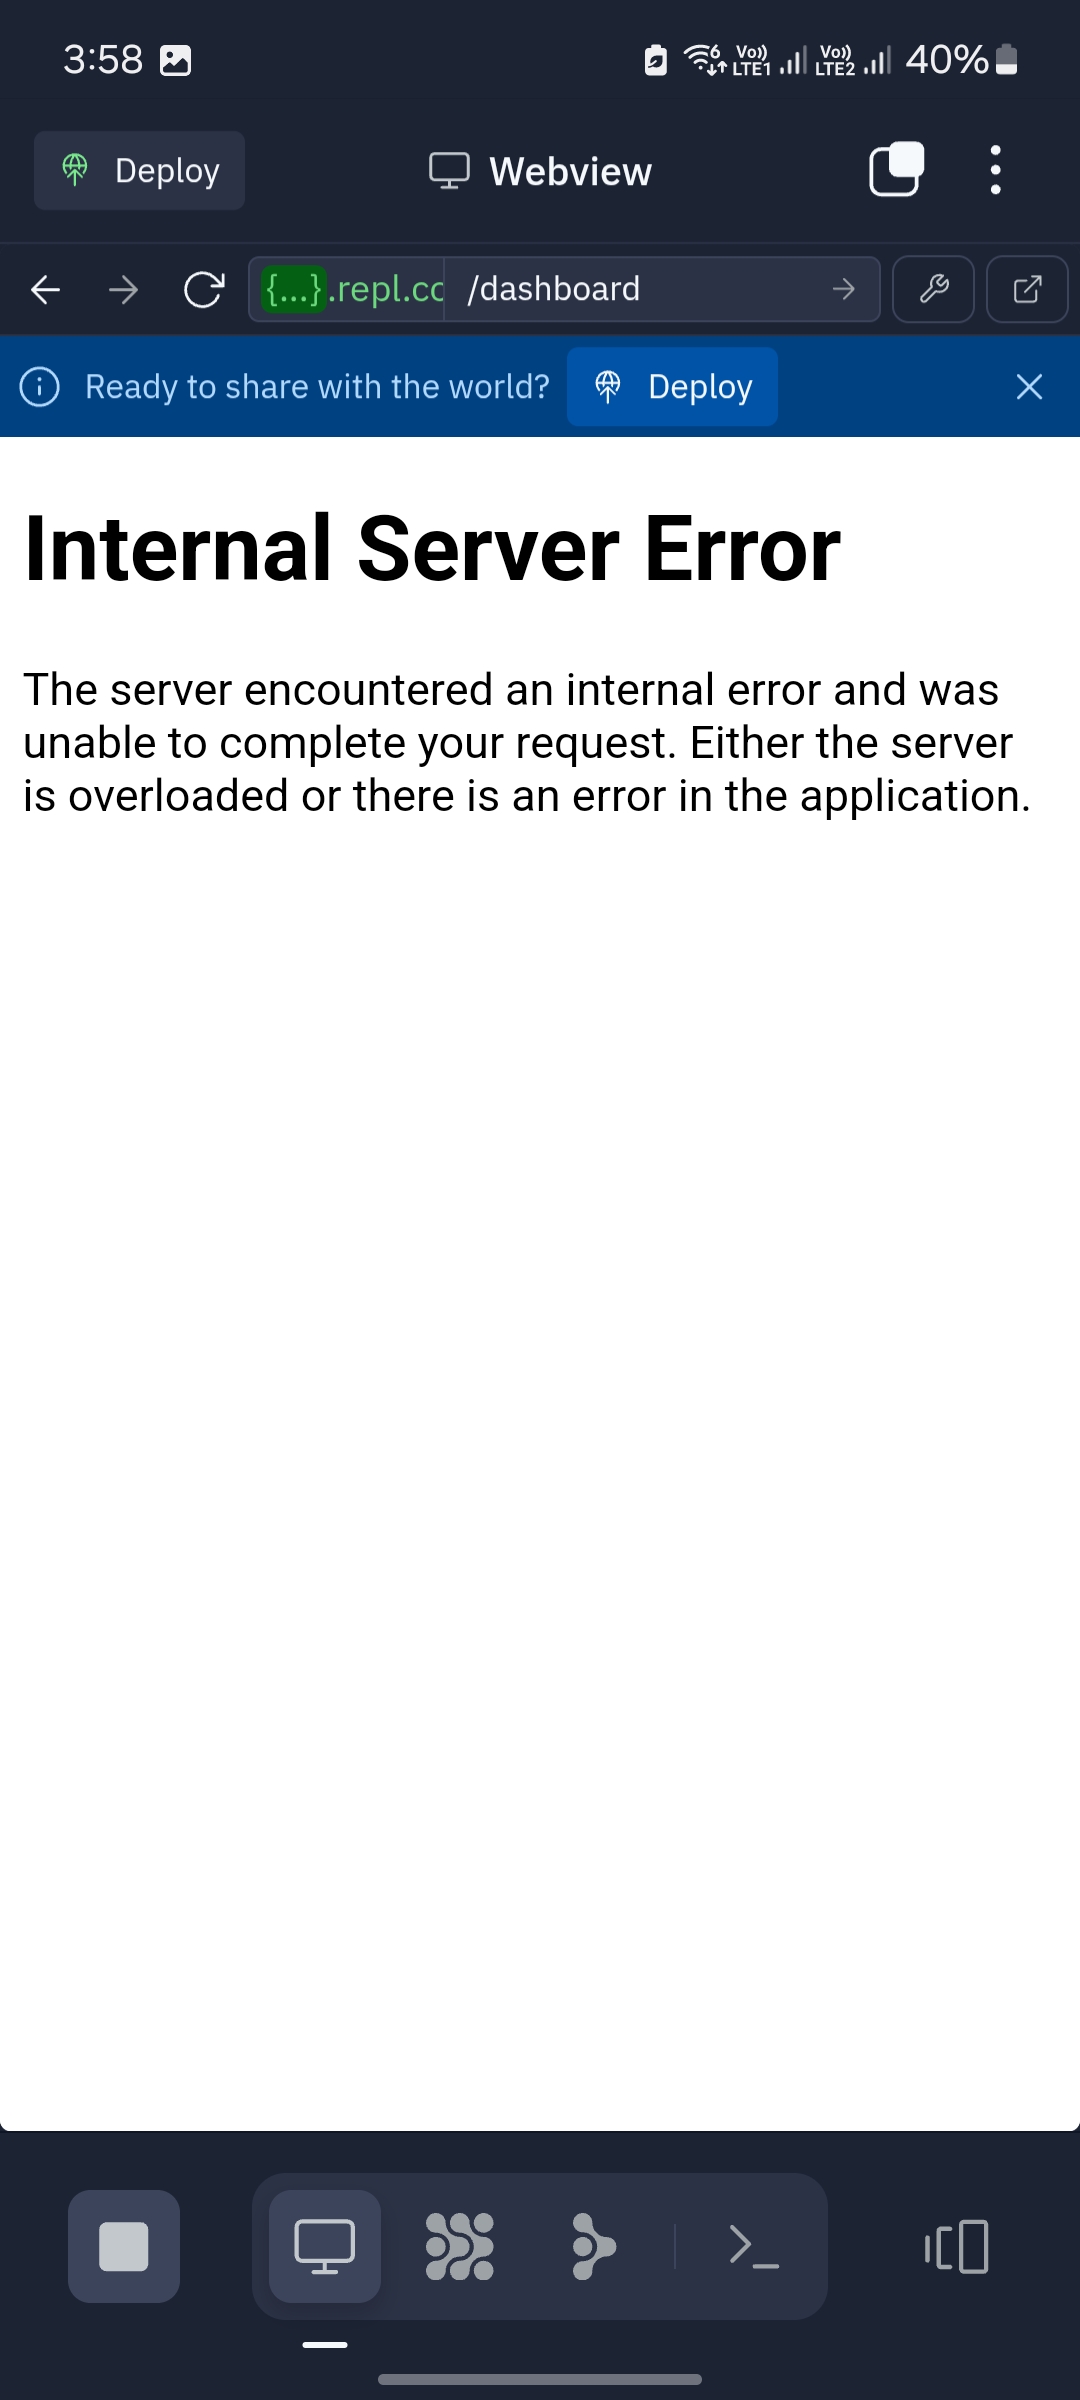 3:58
6 Vo)) LTE1 Vo)) LTE2 40%
Deploy Webview
{...}.repl.co /dashboard
Ready to share with the world? Deploy
Internal Server Error
The server encountered an internal error and was
unable to complete your request. Either the server
is overloaded or there is an error in the application.